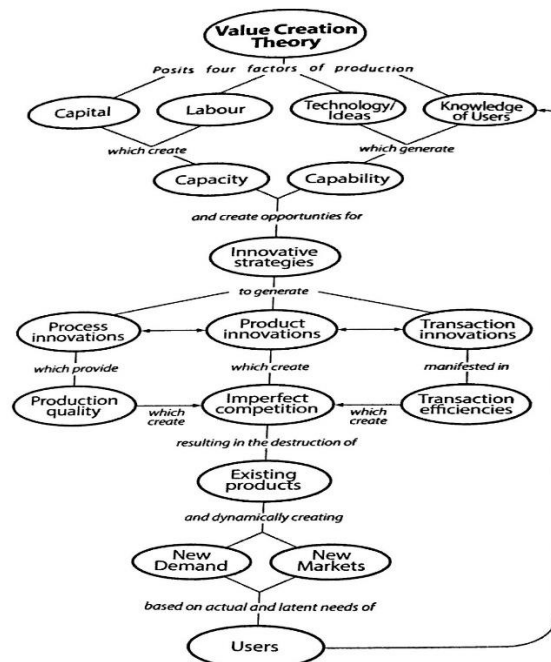 Value Creation
Theory
Posits four factors of production
Capital
Labour
Technology/
Ideas
Knowledge
of Users
which create
which generate
Capacity
Capability
and create opportunties for
Innovative
strategies
to generate
Process
innovations
Product
innovations
Transaction
innovations
which provide
which create
manifested in
Production
quality
which
create
Imperfect
competition
which
create
Transaction
efficiencies
resulting in the destruction of
Existing
products
and dynamically creating
New
Demand
New
Markets
based on actual and latent needs of
Users